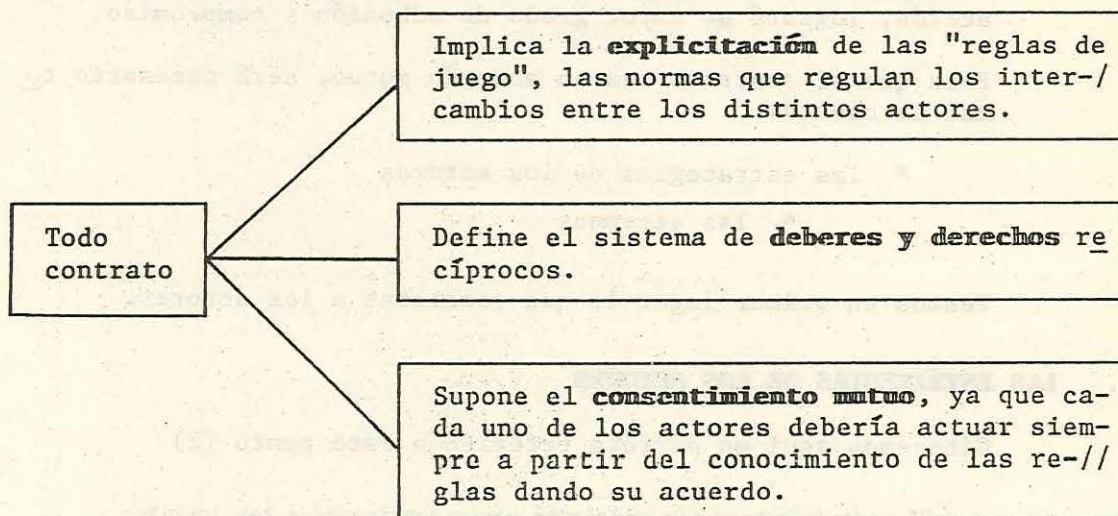 Implica la explicitación de las "reglas de
juego", las normas que regulan los inter-/
cambios entre los distintos actores.
Todo
contrato
Define el sistema de deberes y derechos re
cíprocos.
Supone el consentimiento mutuo, ya que ca-
da uno de los actores debería actuar siem-
pre a partir del conocimiento de las re-//
glas dando su acuerdo.